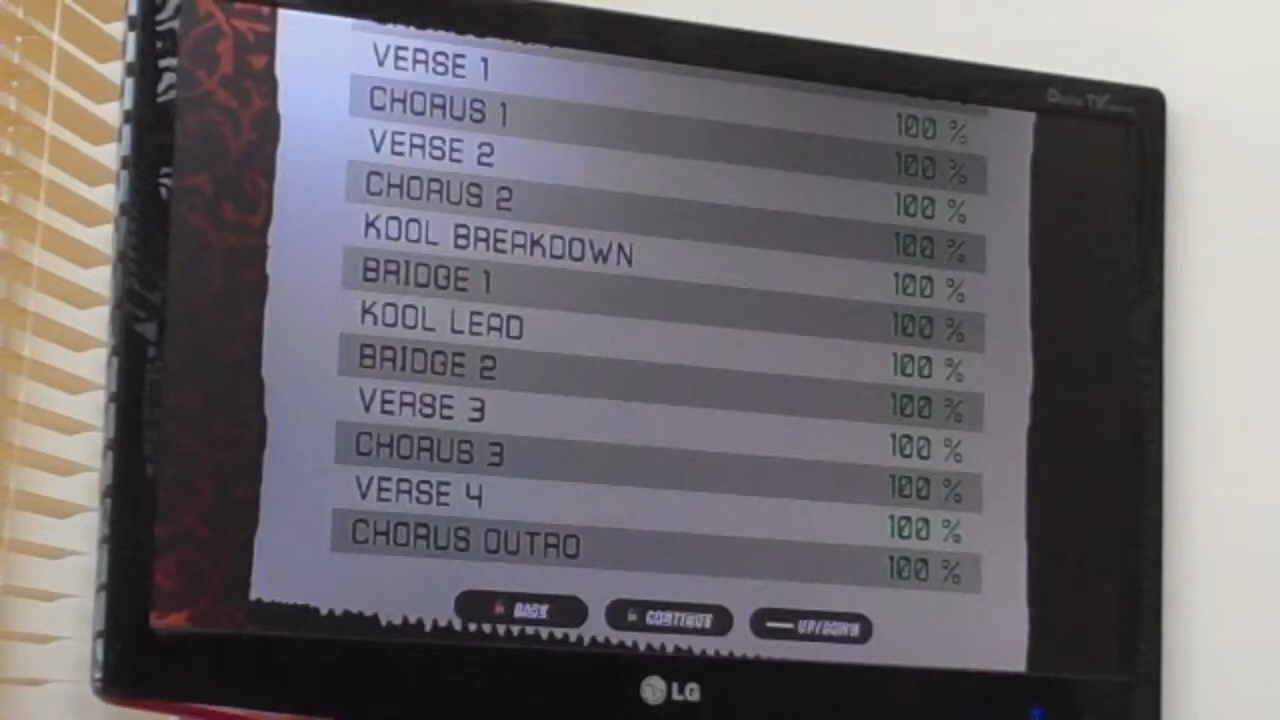 VERSE 1
100 %
CHORUS 1
100 %
VERSE 2
100 %
CHORUS 2
100 %
KOOL BREAKDOWN
100 %
BRIDGE 1
100 %
KOOL LEAD
100 %
BRIDGE 2
100 %
VERSE 3
100 %
CHORUS 3
100 %
VERSE 4
100 %
CHORUS OUTRO
100 %
BACK
CONTINUE
UP/DOWN
LG